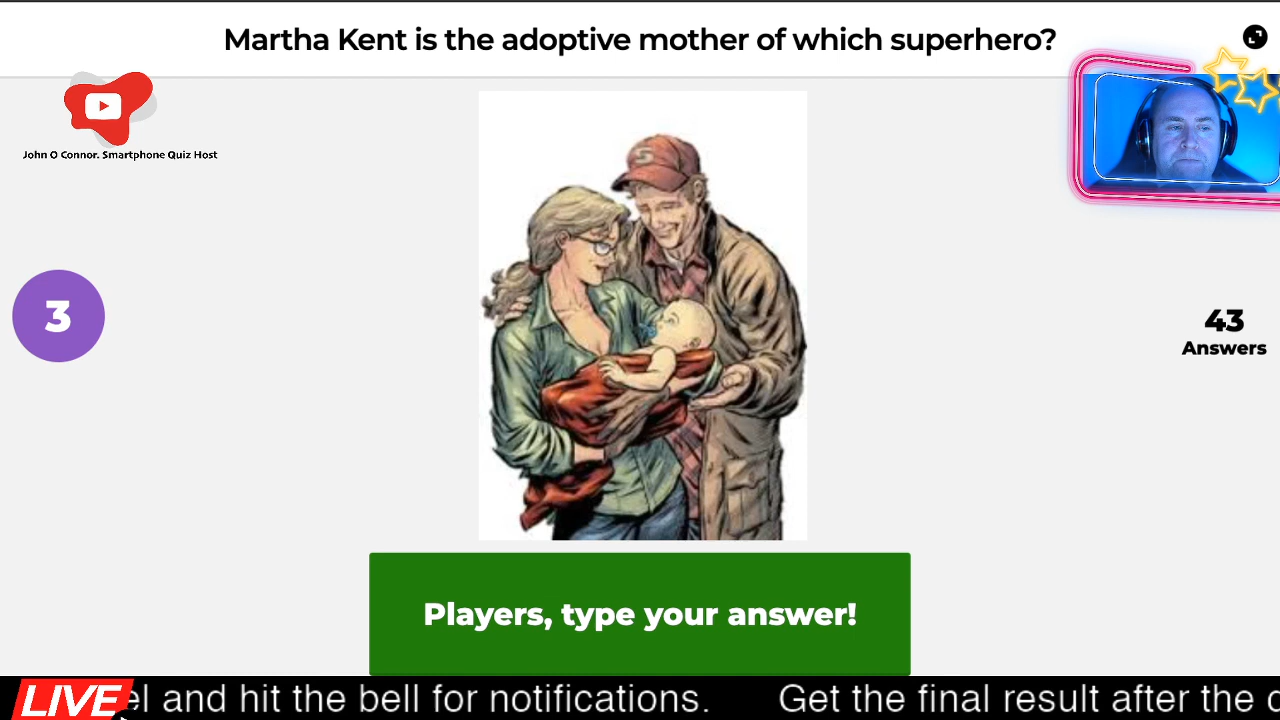 Martha Kent is the adoptive mother of which superhero?
John O Connor. Smartphone Quiz Host
S
3
43
Answers
Players, type your answer!
LIVE
el and hit the bell for notifications. Get the final result after the